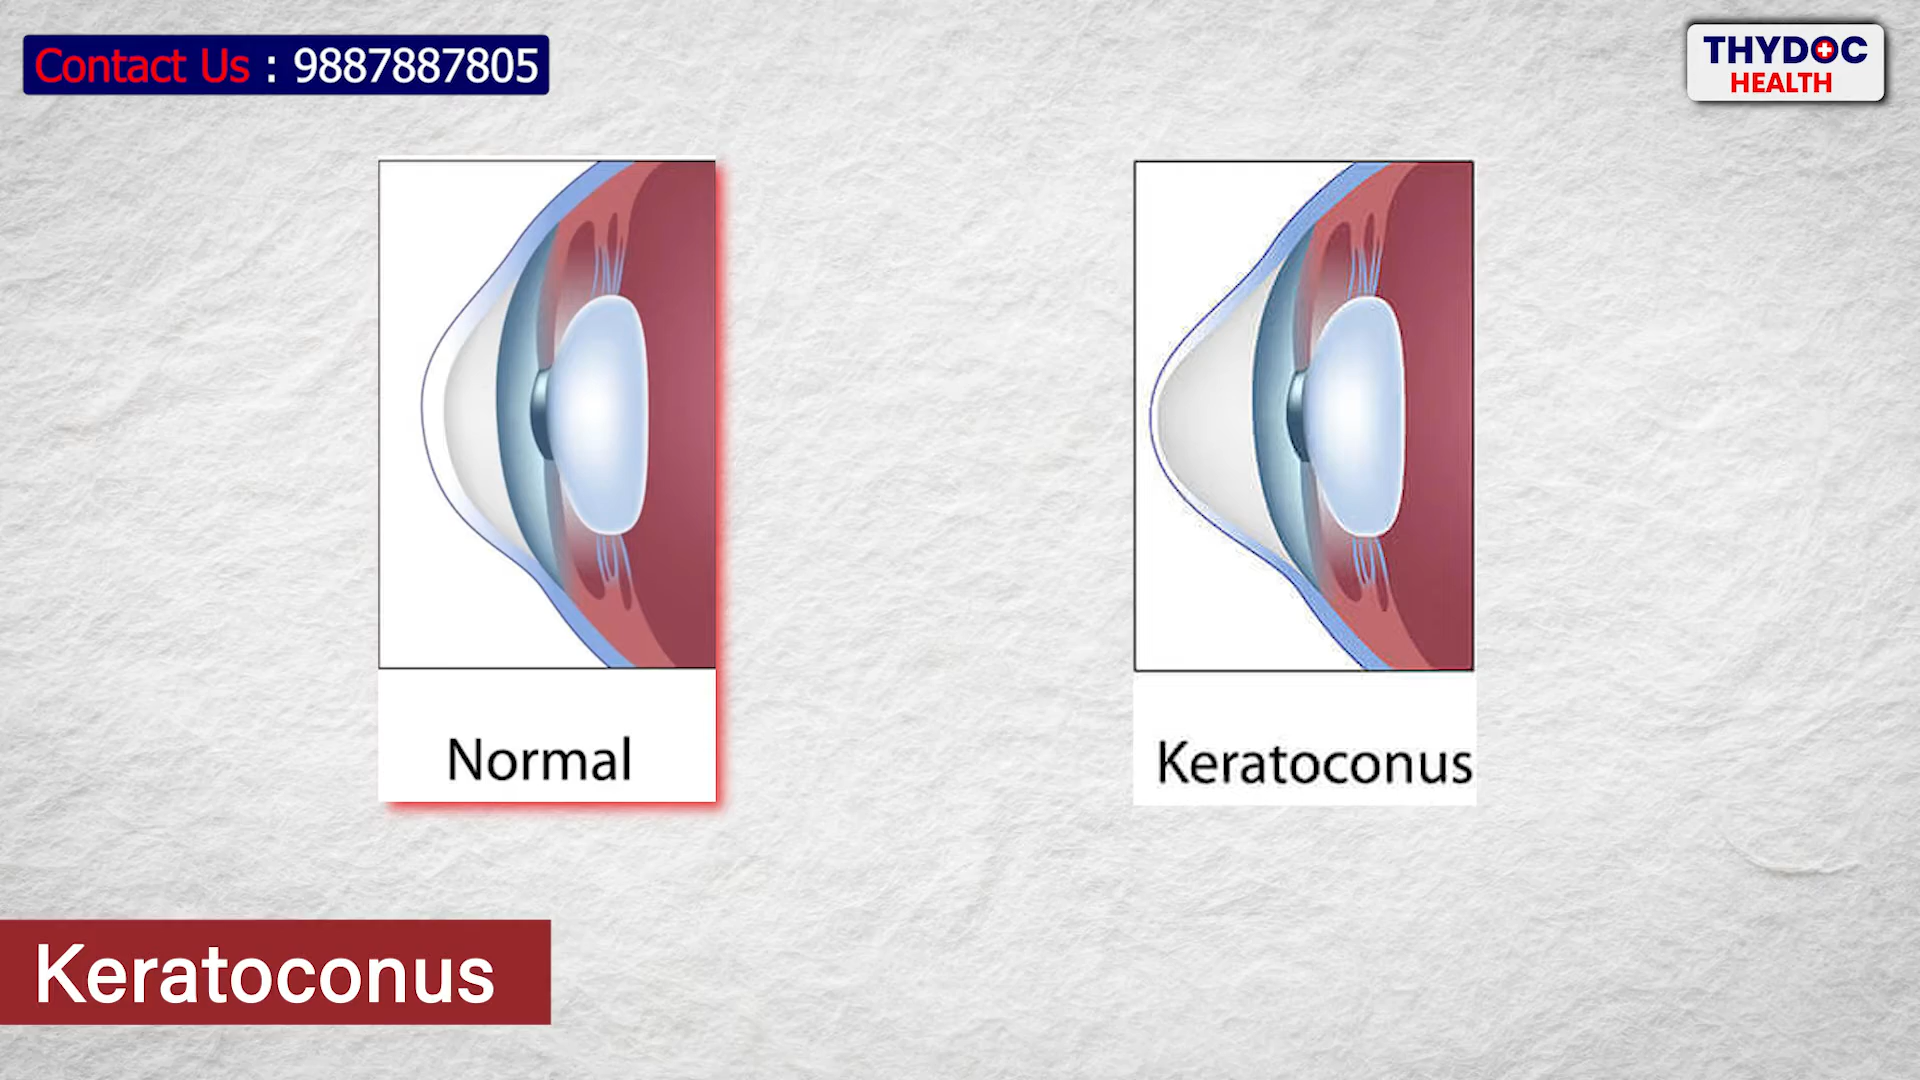 Contact Us : 9887887805
THYDOC
HEALTH
Normal
Keratoconus
Keratoconus